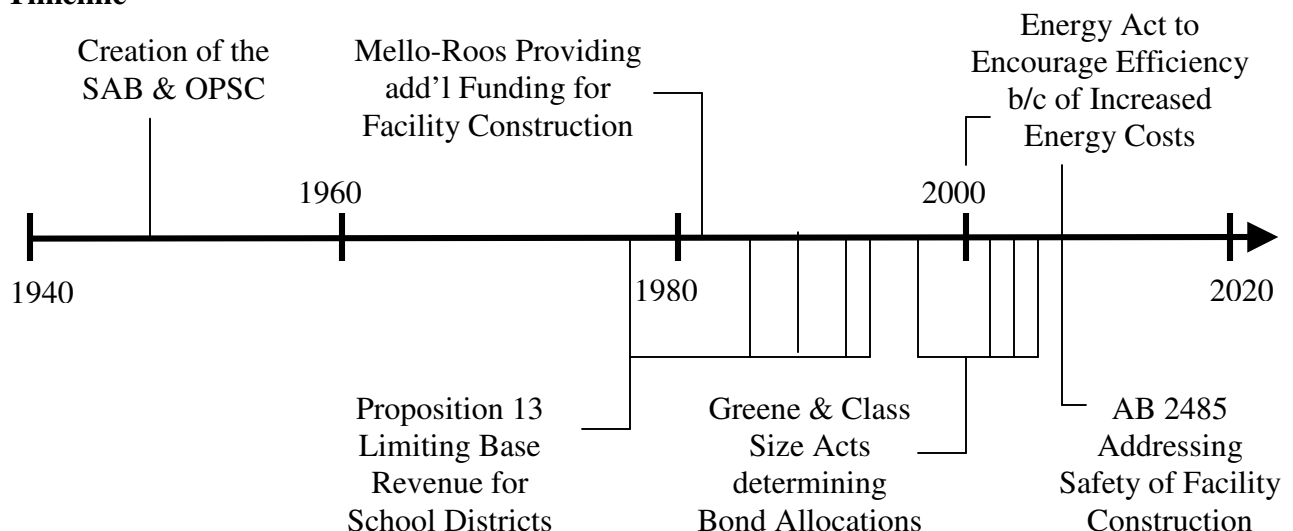 Timeline
Creation of the
SAB & OPSC
Mello-Roos Providing
add'l Funding for
Facility Construction
Energy Act to
Encourage Efficiency
b/c of Increased
Energy Costs
1960
2000
1940
1980
2020
Proposition 13
Limiting Base
Revenue for
School Districts
Greene & Class
Size Acts
determining
Bond Allocations
AB 2485
Addressing
Safety of Facility
Construction